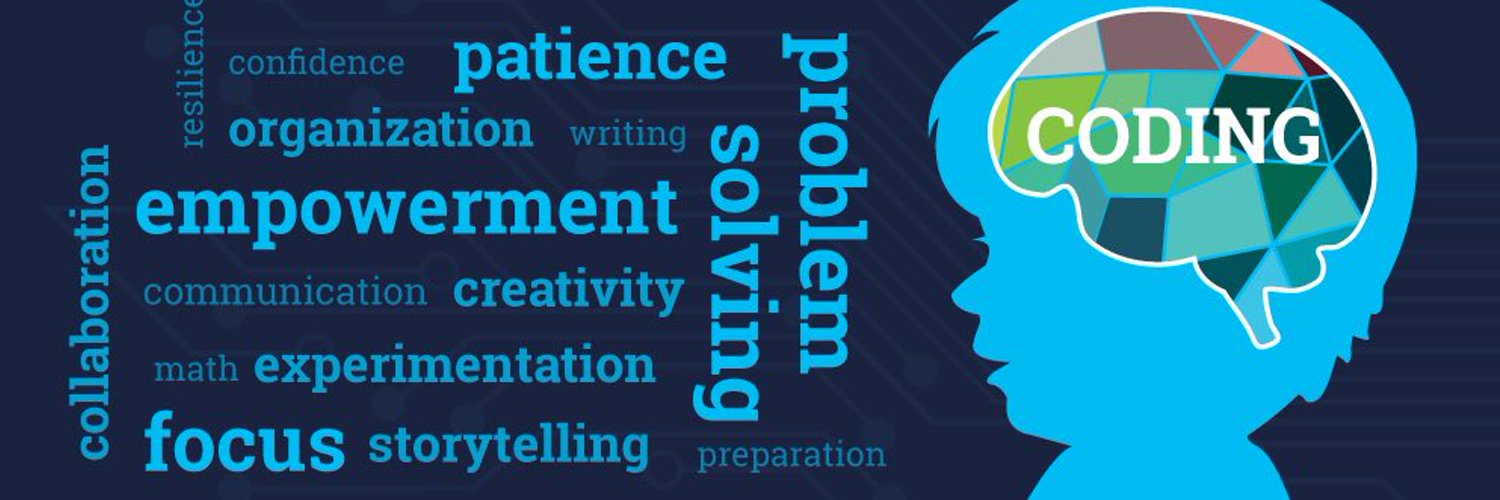 resilience
confidence
patience
organization
writing
collaboration
empowerment
communication
creativity
math
experimentation
focus
storytelling
problem
solving
preparation
CODING